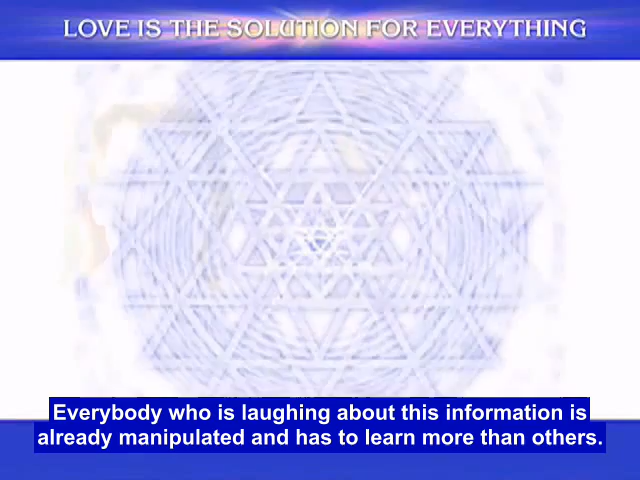 LOVE IS THE SOLUTION FOR EVERYTHING
Everybody who is laughing about this information is
already manipulated and has to learn more than others.